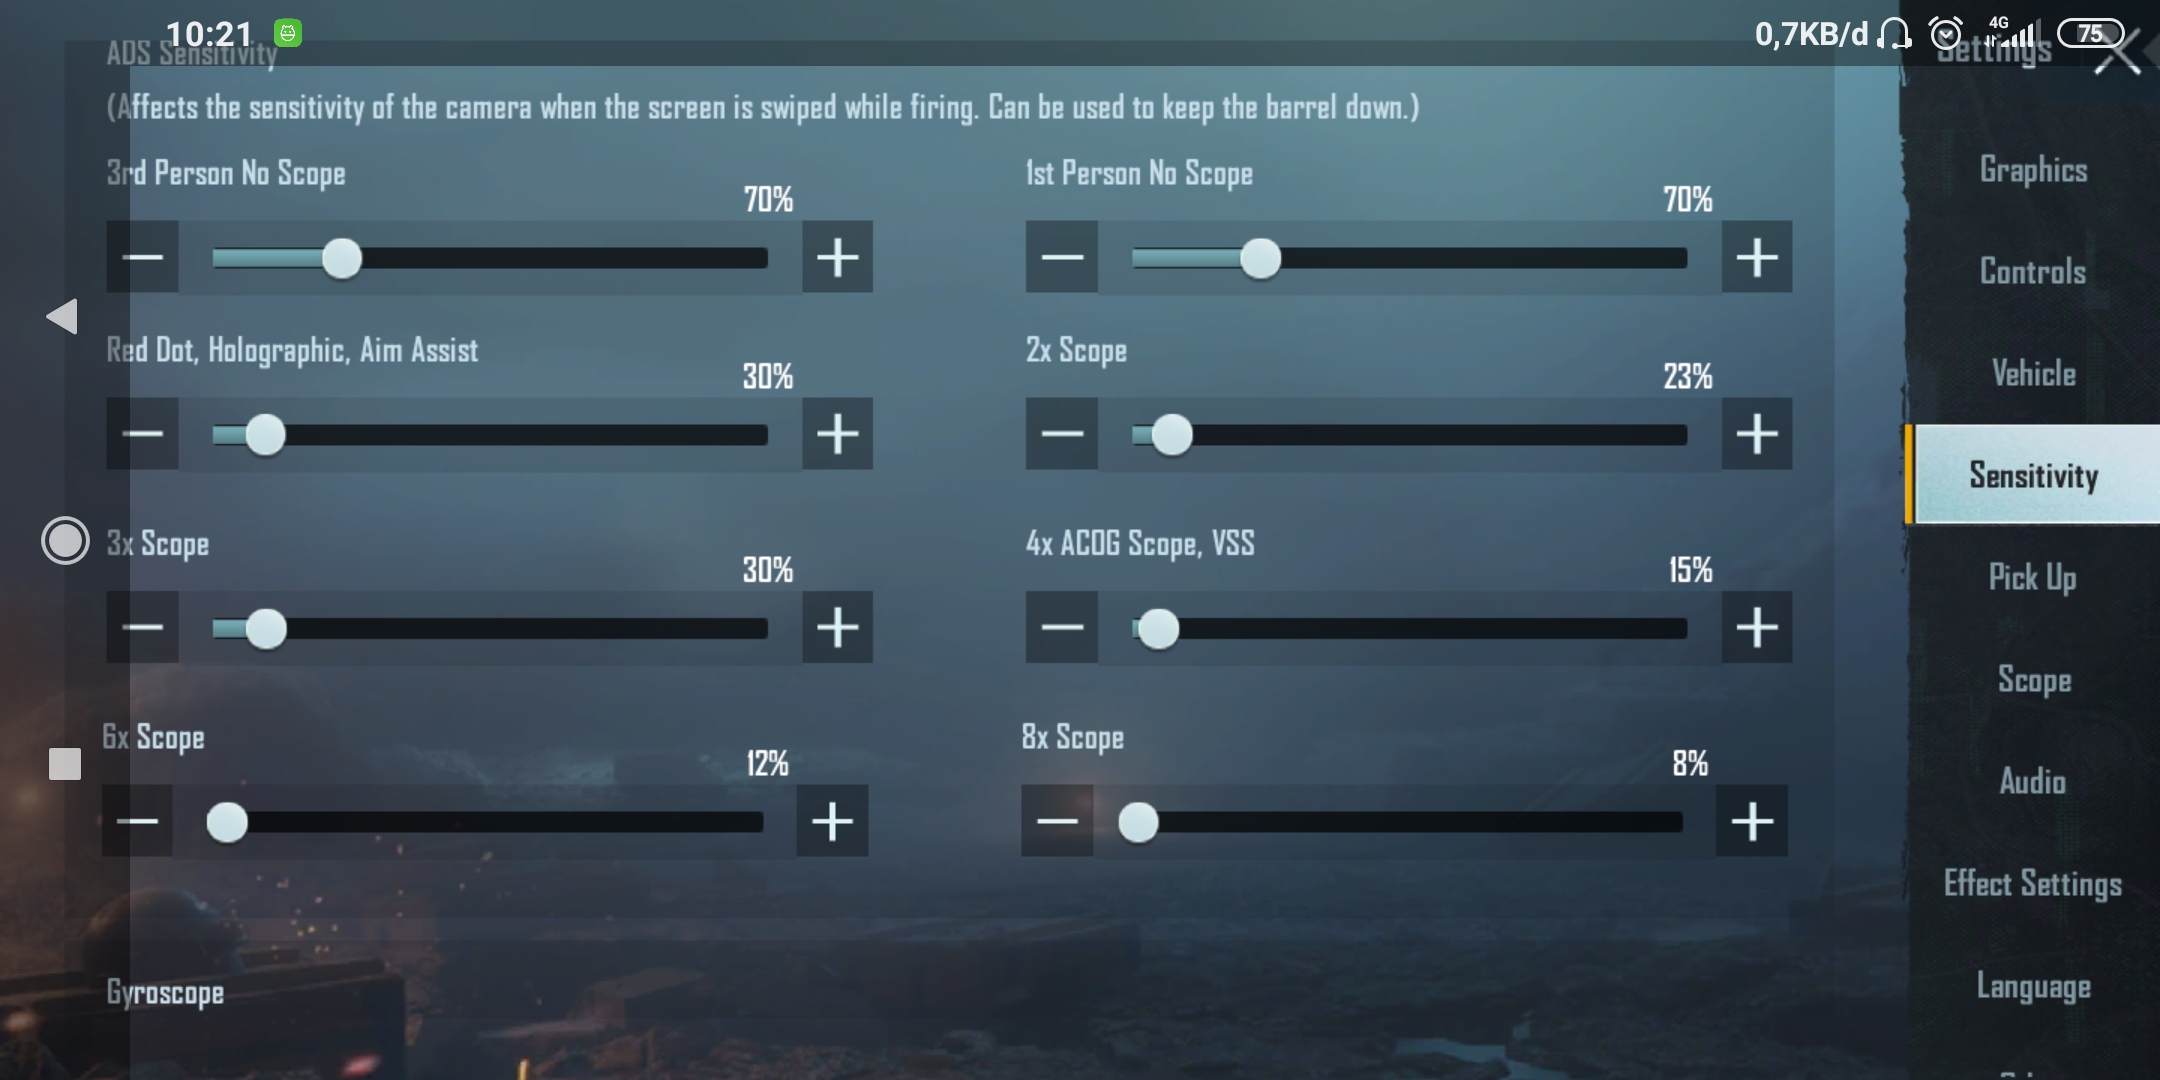 10:21
0,7KB/d
4G
75
ADS Sensitivity
Settings
(Affects the sensitivity of the camera when the screen is swiped while firing. Can be used to keep the barrel down.)
3rd Person No Scope
70%
1st Person No Scope
70%
Red Dot, Holographic, Aim Assist
30%
2x Scope
23%
3x Scope
30%
4x ACOG Scope, VSS
15%
6x Scope
12%
8x Scope
8%
Gyroscope
Graphics
Controls
Vehicle
Sensitivity
Pick Up
Scope
Audio
Effect Settings
Language